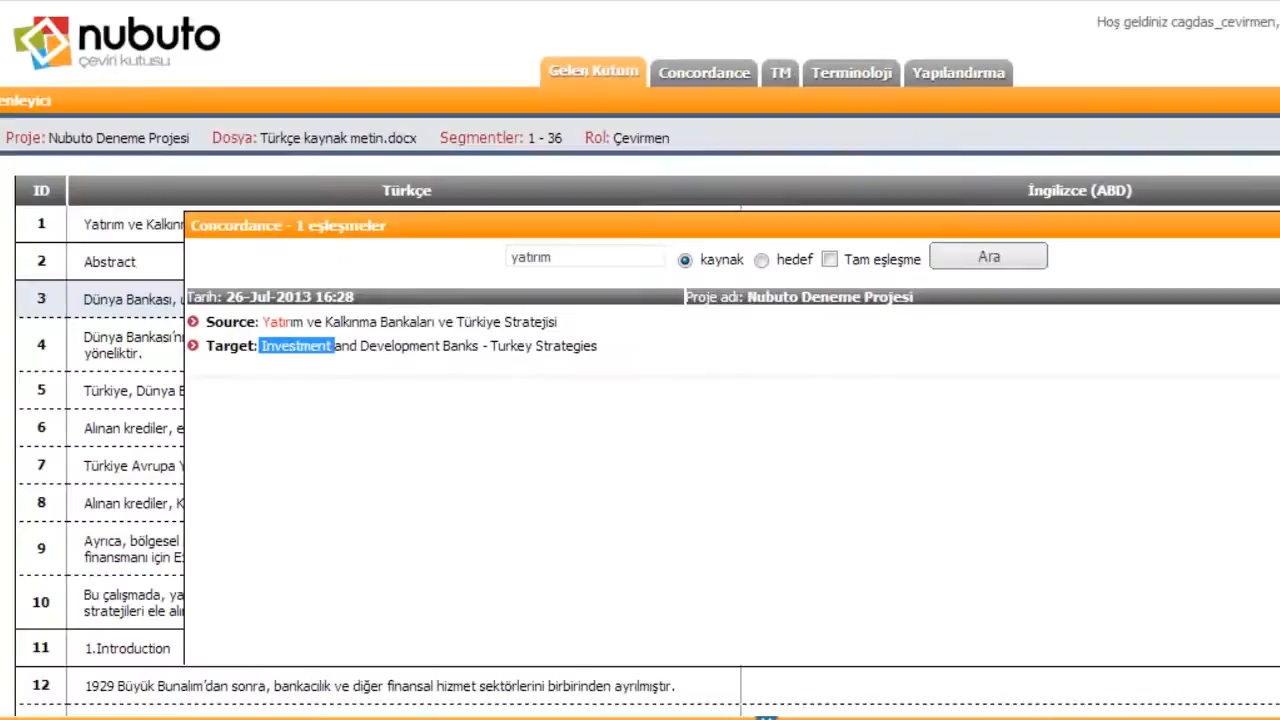 nubuto
çeviri kutusu
Hoş geldiniz cagdas_cevirmen,
Gelen Kutum
Concordance
TM
Terminoloji
Yapılandırma
enleyici
Proje: Nubuto Deneme Projesi Dosya: Türkçe kaynak metin.docx Segmentler: 1 - 36 Rol: Çevirmen
ID Türkçe İngilizce (ABD)
1 Yatırım ve Kalkın
2 Abstract
3 Dünya Bankası,
4 Dünya Bankası’n
yöneliktir.
5 Türkiye, Dünya B
6 Alınan krediler, e
7 Türkiye Avrupa Y
8 Alınan krediler, K
9 Ayrıca, bölgesel
finansmanı için E
10 Bu çalışmada, ya
stratejileri ele alı
11 1.Introduction
12 1929 Büyük Bunalım’dan sonra, bankacılık ve diğer finansal hizmet sektörlerini birbirinden ayrılmıştır.
Concordance - 1 eşleşmeler
yatırım kaynak hedef Tam eşleşme Ara
Tarih: 26-Jul-2013 16:28 Proje adı: Nubuto Deneme Projesi
Source: Yatırım ve Kalkınma Bankaları ve Türkiye Stratejisi
Target: Investment and Development Banks - Turkey Strategies